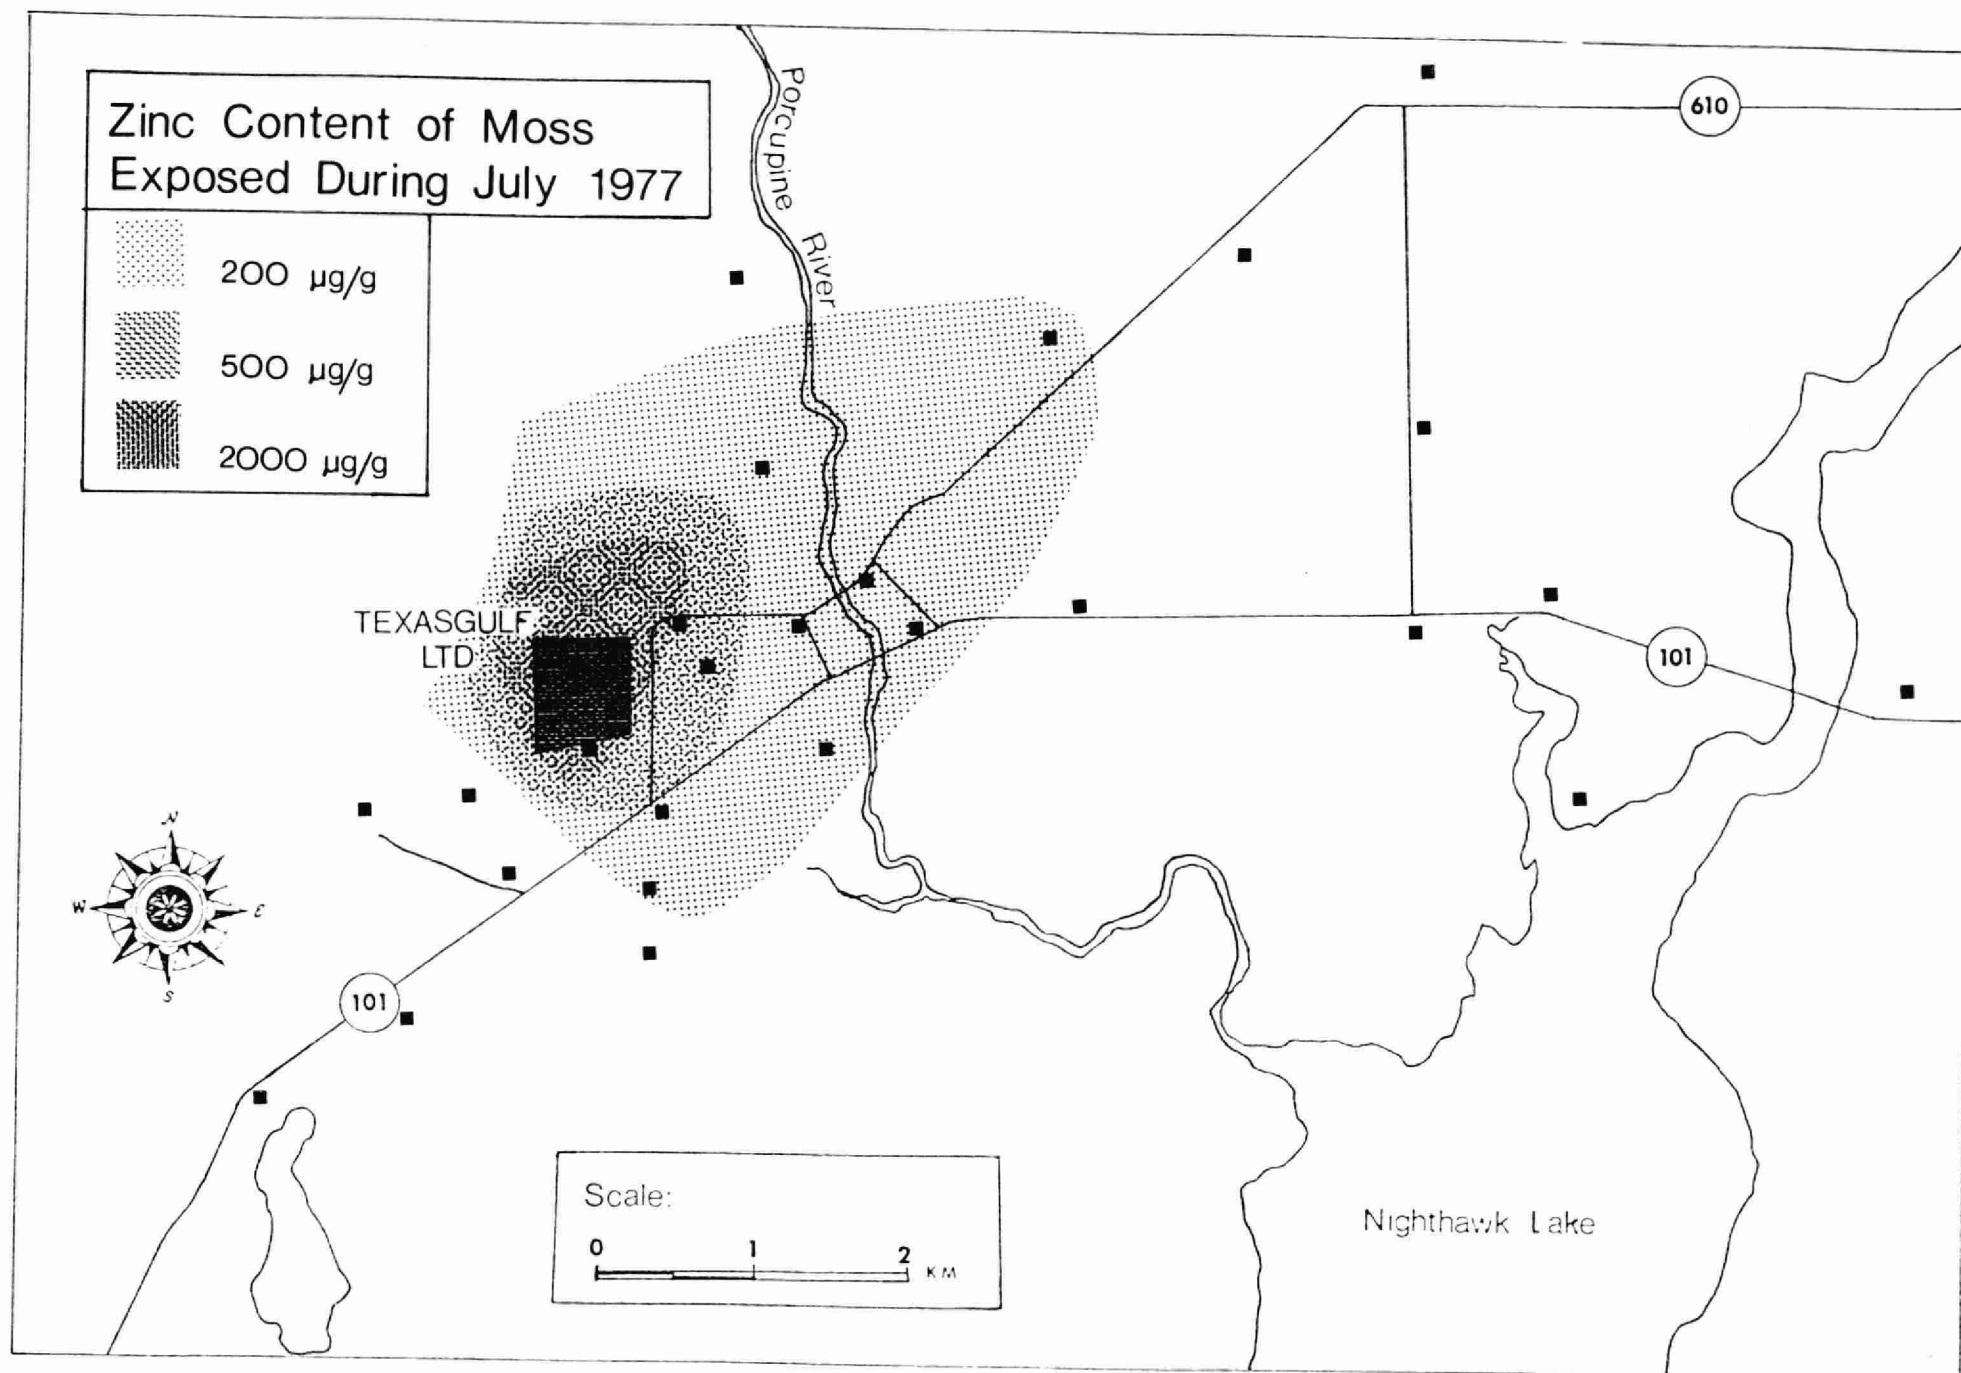 Zinc Content of Moss
Exposed During July 1977
200 µg/g
500 µg/g
2000 µg/g
Porcupine River
610
TEXASGULF
LTD
101
N
W
E
S
101
Scale:
0 1 2 KM
Nighthawk Lake